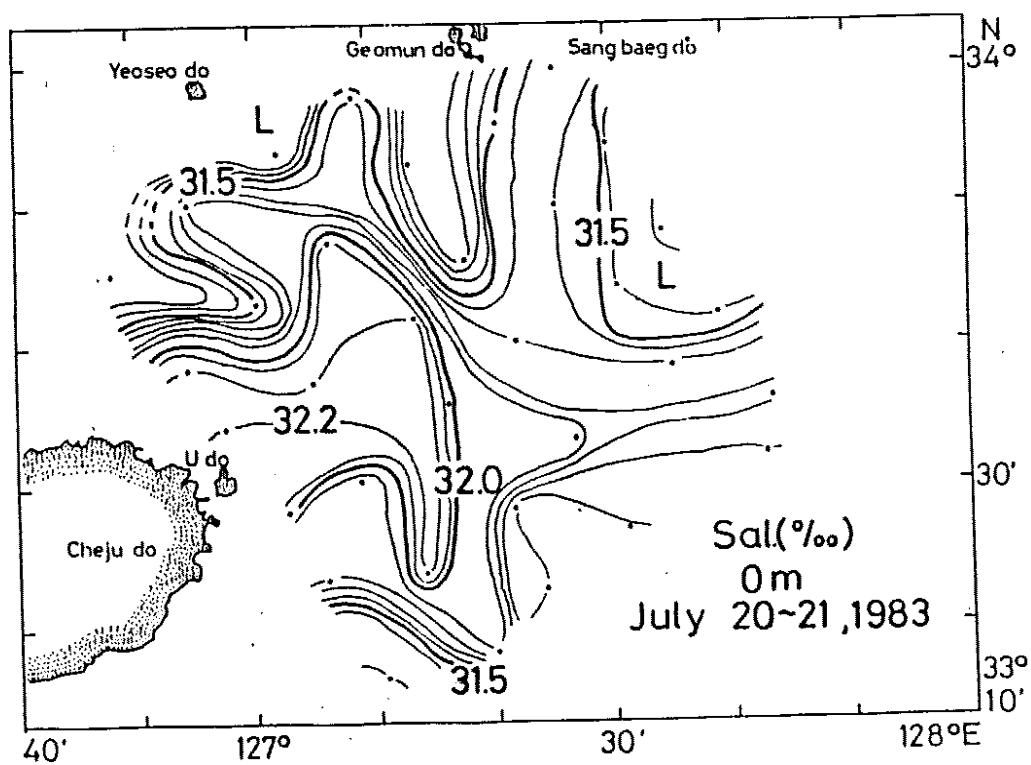 N
34°
Geomun do
Sang baeg do
Yeoseo do
L
31.5
31.5
L
32.2
U do
32.0
30'
Cheju do
Sal.(‰)
0 m
July 20~21, 1983
31.5
33°
10'
40'
127°
30'
128°E